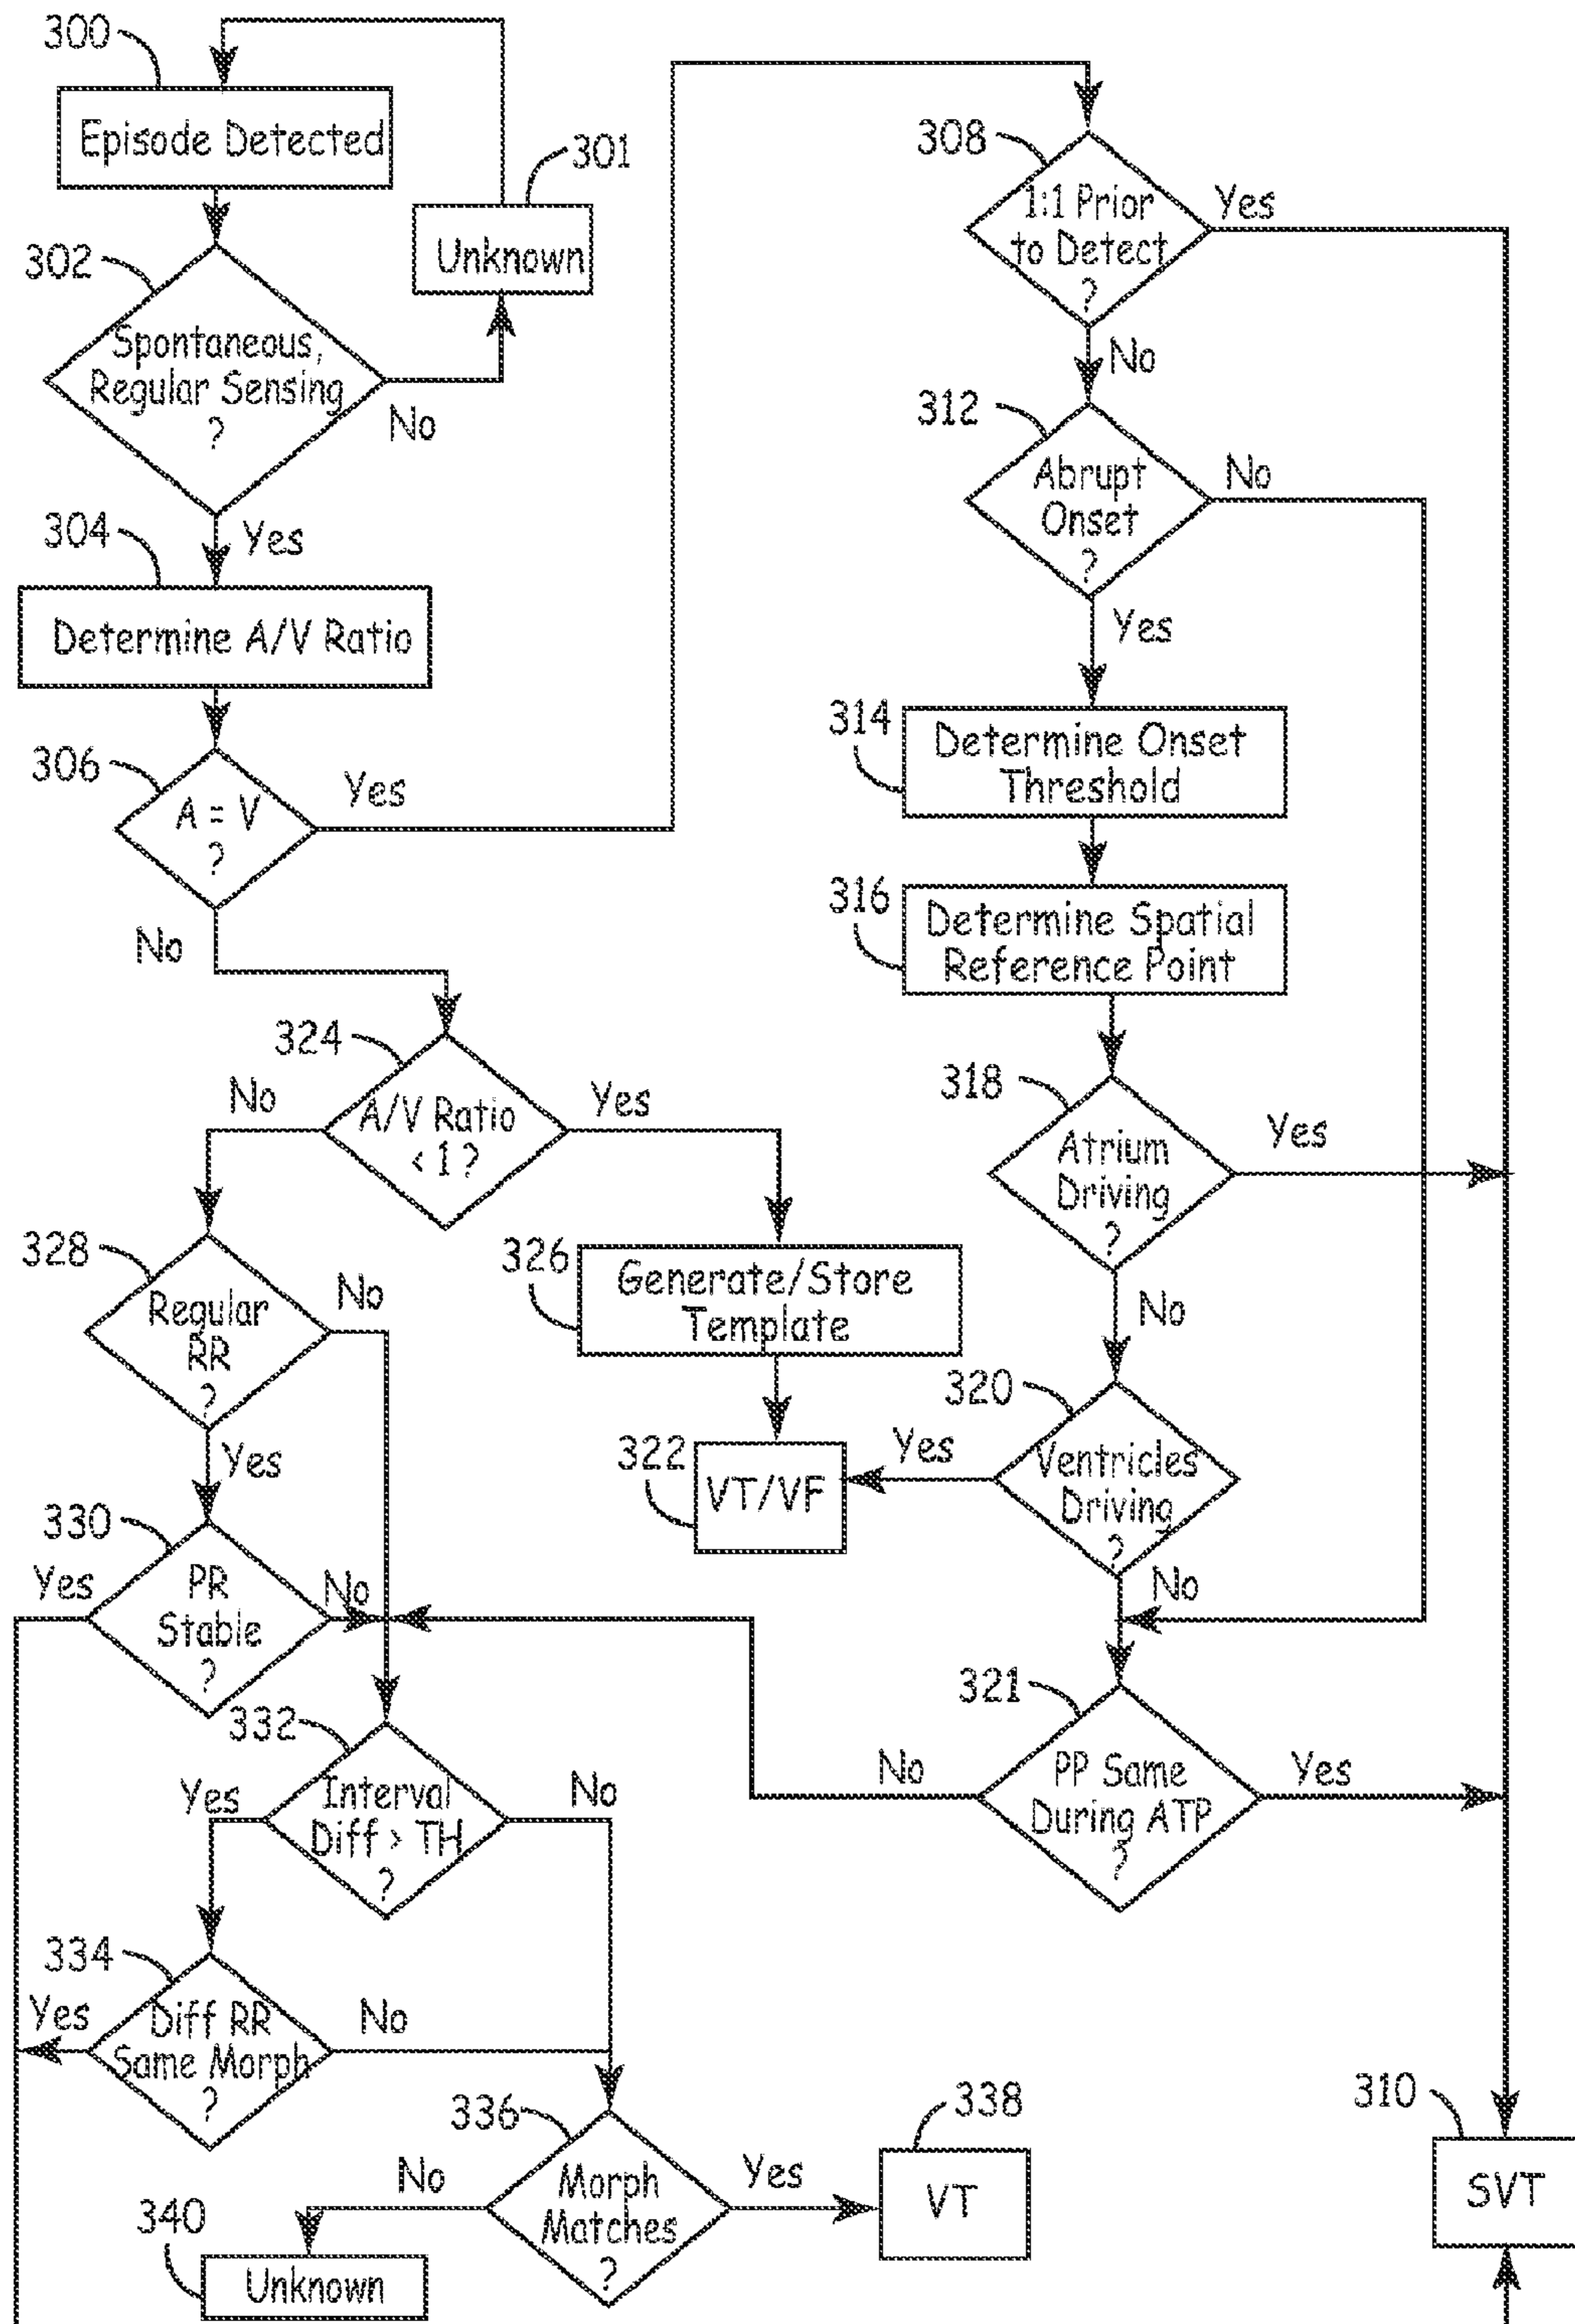 300
Episode Detected
301
Unknown
302
Spontaneous,
Regular Sensing
?
No
Yes
304
Determine A/V Ratio
306
A = V
?
Yes
No
308
1:1 Prior
to Detect
?
Yes
No
312
Abrupt
Onset
?
No
Yes
314
Determine Onset
Threshold
316
Determine Spatial
Reference Point
318
Atrium
Driving
?
Yes
No
320
Ventricles
Driving
?
Yes
No
321
PP Same
During ATP
?
No
Yes
324
A/V Ratio
< 1 ?
No
Yes
326
Generate/Store
Template
322
VT/VF
328
Regular
RR
?
No
Yes
330
PR
Stable
?
Yes
No
332
Interval
Diff > TH
?
Yes
No
334
Diff RR
Same Morph
?
Yes
No
336
Morph
Matches
?
No
Yes
338
VT
340
Unknown
310
SVT